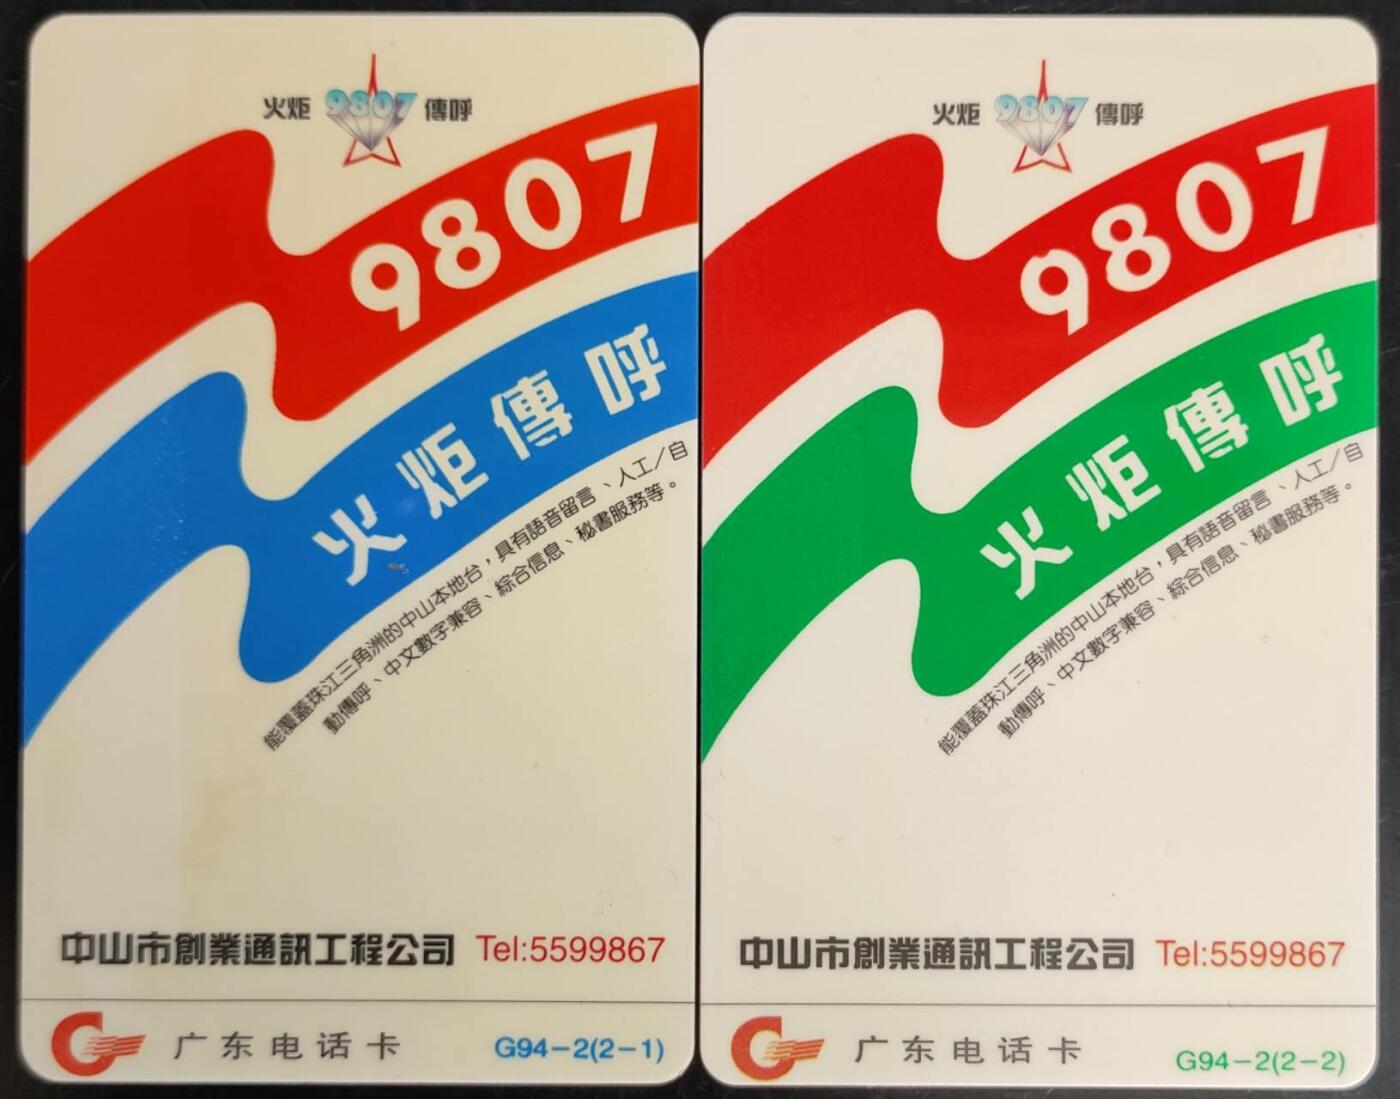 火炬 9807 傳呼
9807
火炬傳呼
能覆蓋珠江三角洲的中山本地台，具有語音留言、人工／自
動傳呼、中文數字兼容、綜合信息、秘書服務等。
中山市創業通訊工程公司 Tel:5599867
广东电话卡 G94-2(2-1)
火炬 9807 傳呼
9807
火炬傳呼
能覆蓋珠江三角洲的中山本地台，具有語音留言、人工／自
動傳呼、中文數字兼容、綜合信息、秘書服務等。
中山市創業通訊工程公司 Tel:5599867
广东电话卡 G94-2(2-2)